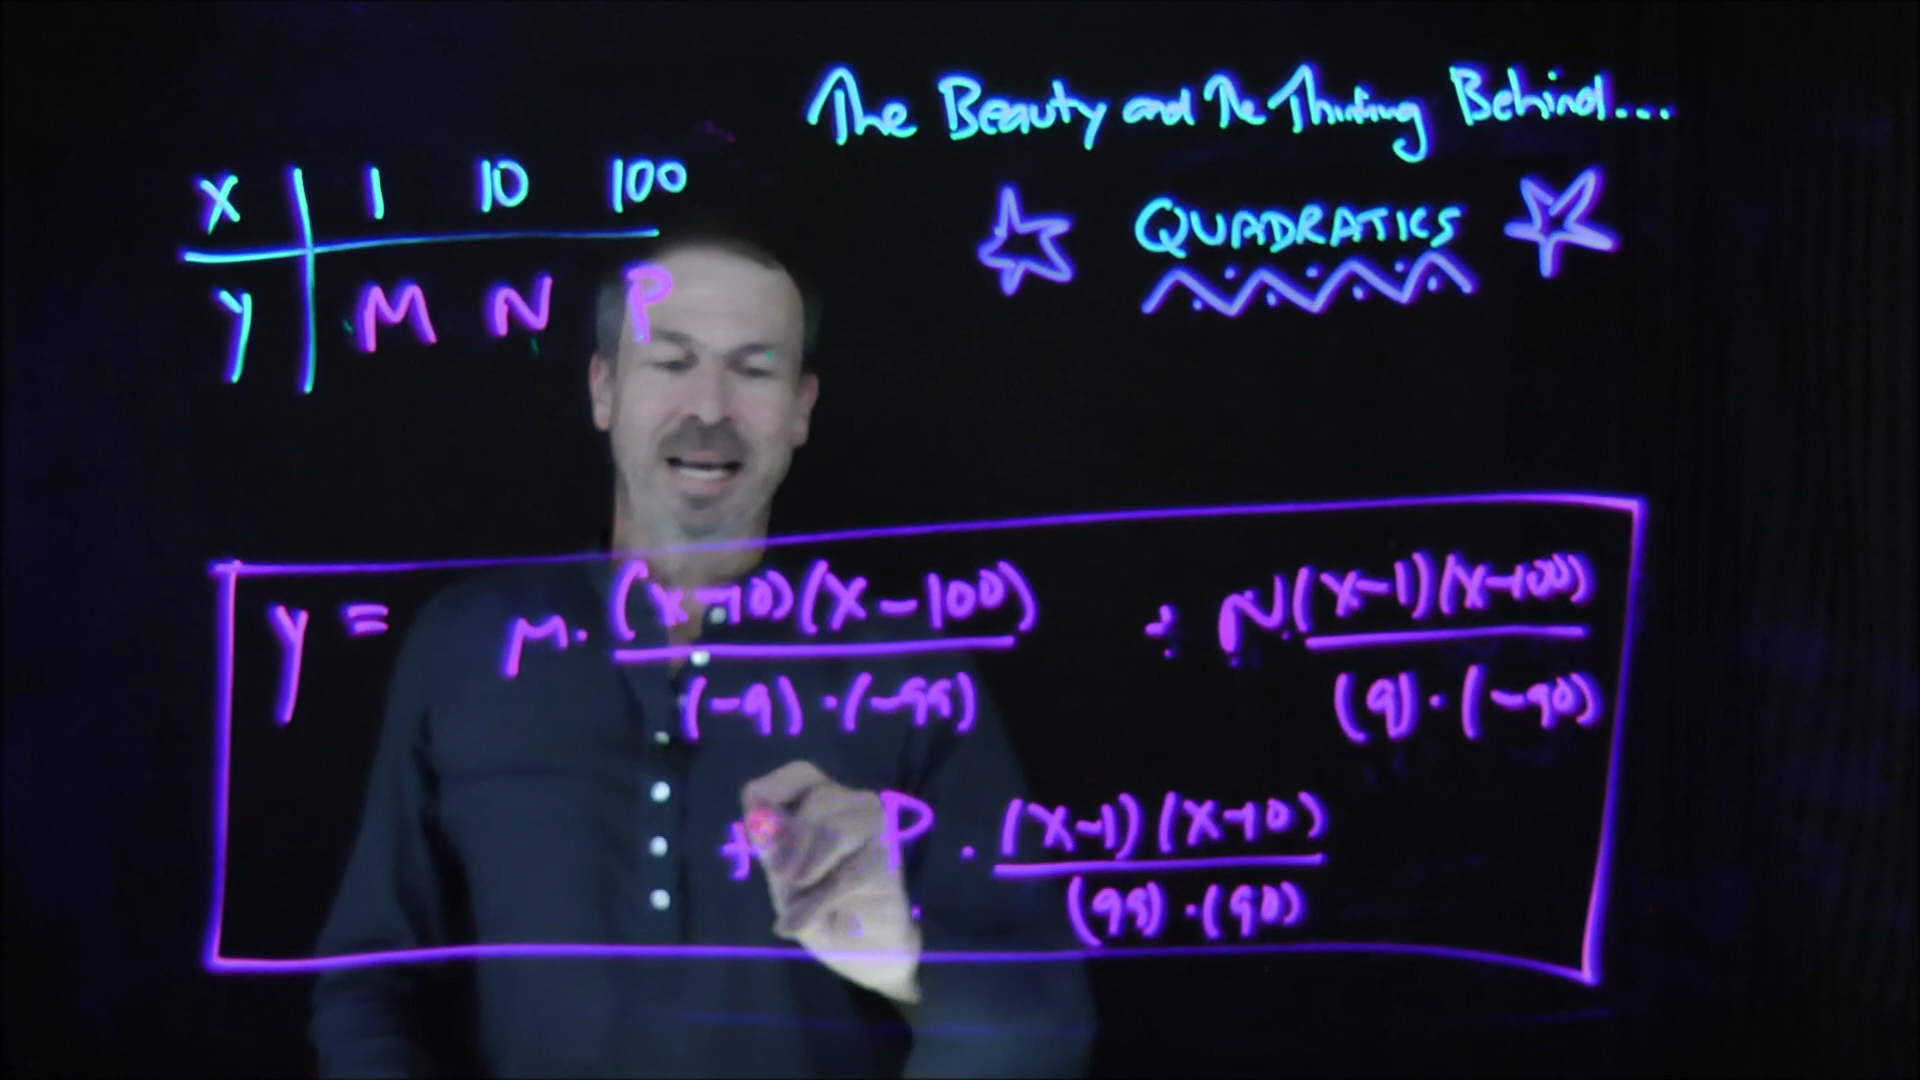 The Beauty and The Thinking Behind...
QUADRATICS
X 1 10 100
Y M N P
y = M · (x-10)(x-100) / (-9)·(-99) + N · (x-1)(x-100) / (9)·(-90)
+ P · (x-1)(x-10) / (99)·(90)